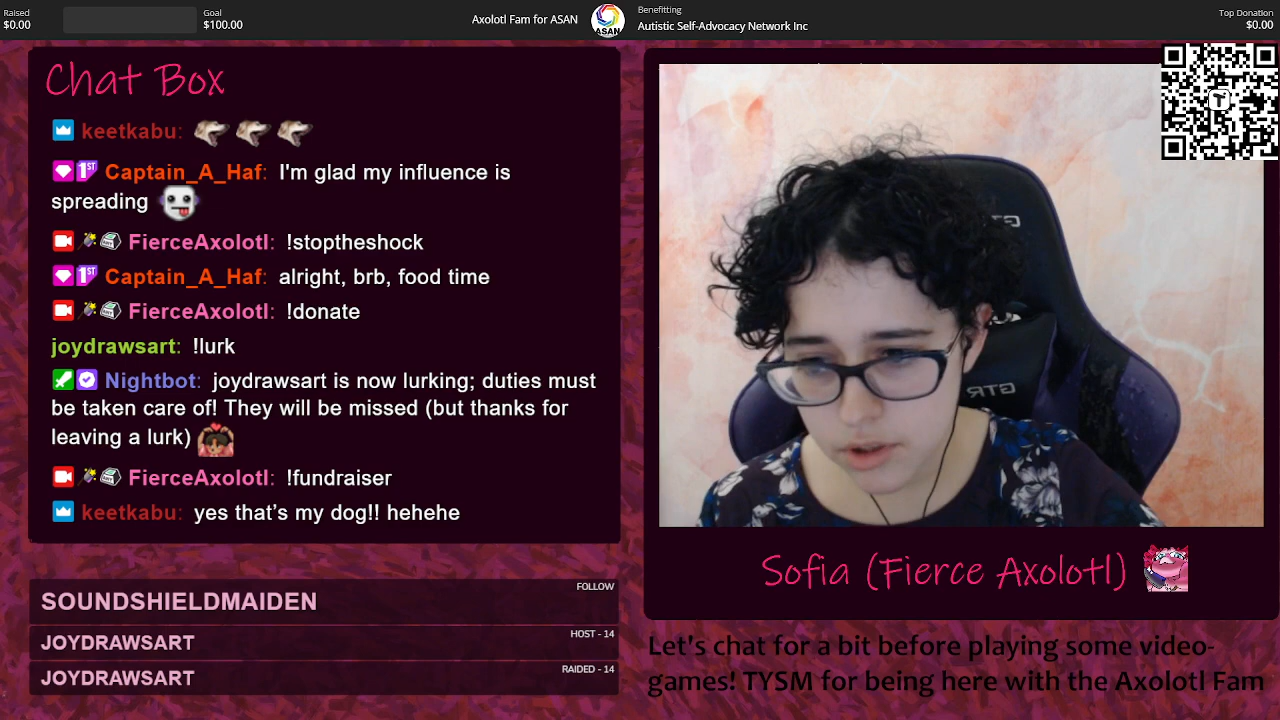 Raised
$0.00
Goal
$100.00
Axolotl Fam for ASAN
ASAN
Benefitting
Autistic Self-Advocacy Network Inc
Top Donation
$0.00
Chat Box
keetkabu:
1ST Captain_A_Haf: I'm glad my influence is
spreading
FierceAxolotl: !stoptheshock
1ST Captain_A_Haf: alright, brb, food time
FierceAxolotl: !donate
joydrawsart: !lurk
Nightbot: joydrawsart is now lurking; duties must
be taken care of! They will be missed (but thanks for
leaving a lurk)
FierceAxolotl: !fundraiser
keetkabu: yes that's my dog!! hehehe
FOLLOW
SOUNDSHIELDMAIDEN
HOST - 14
JOYDRAWSART
RAIDED - 14
JOYDRAWSART
GTR
Sofia (Fierce Axolotl)
Let's chat for a bit before playing some video-
games! TYSM for being here with the Axolotl Fam